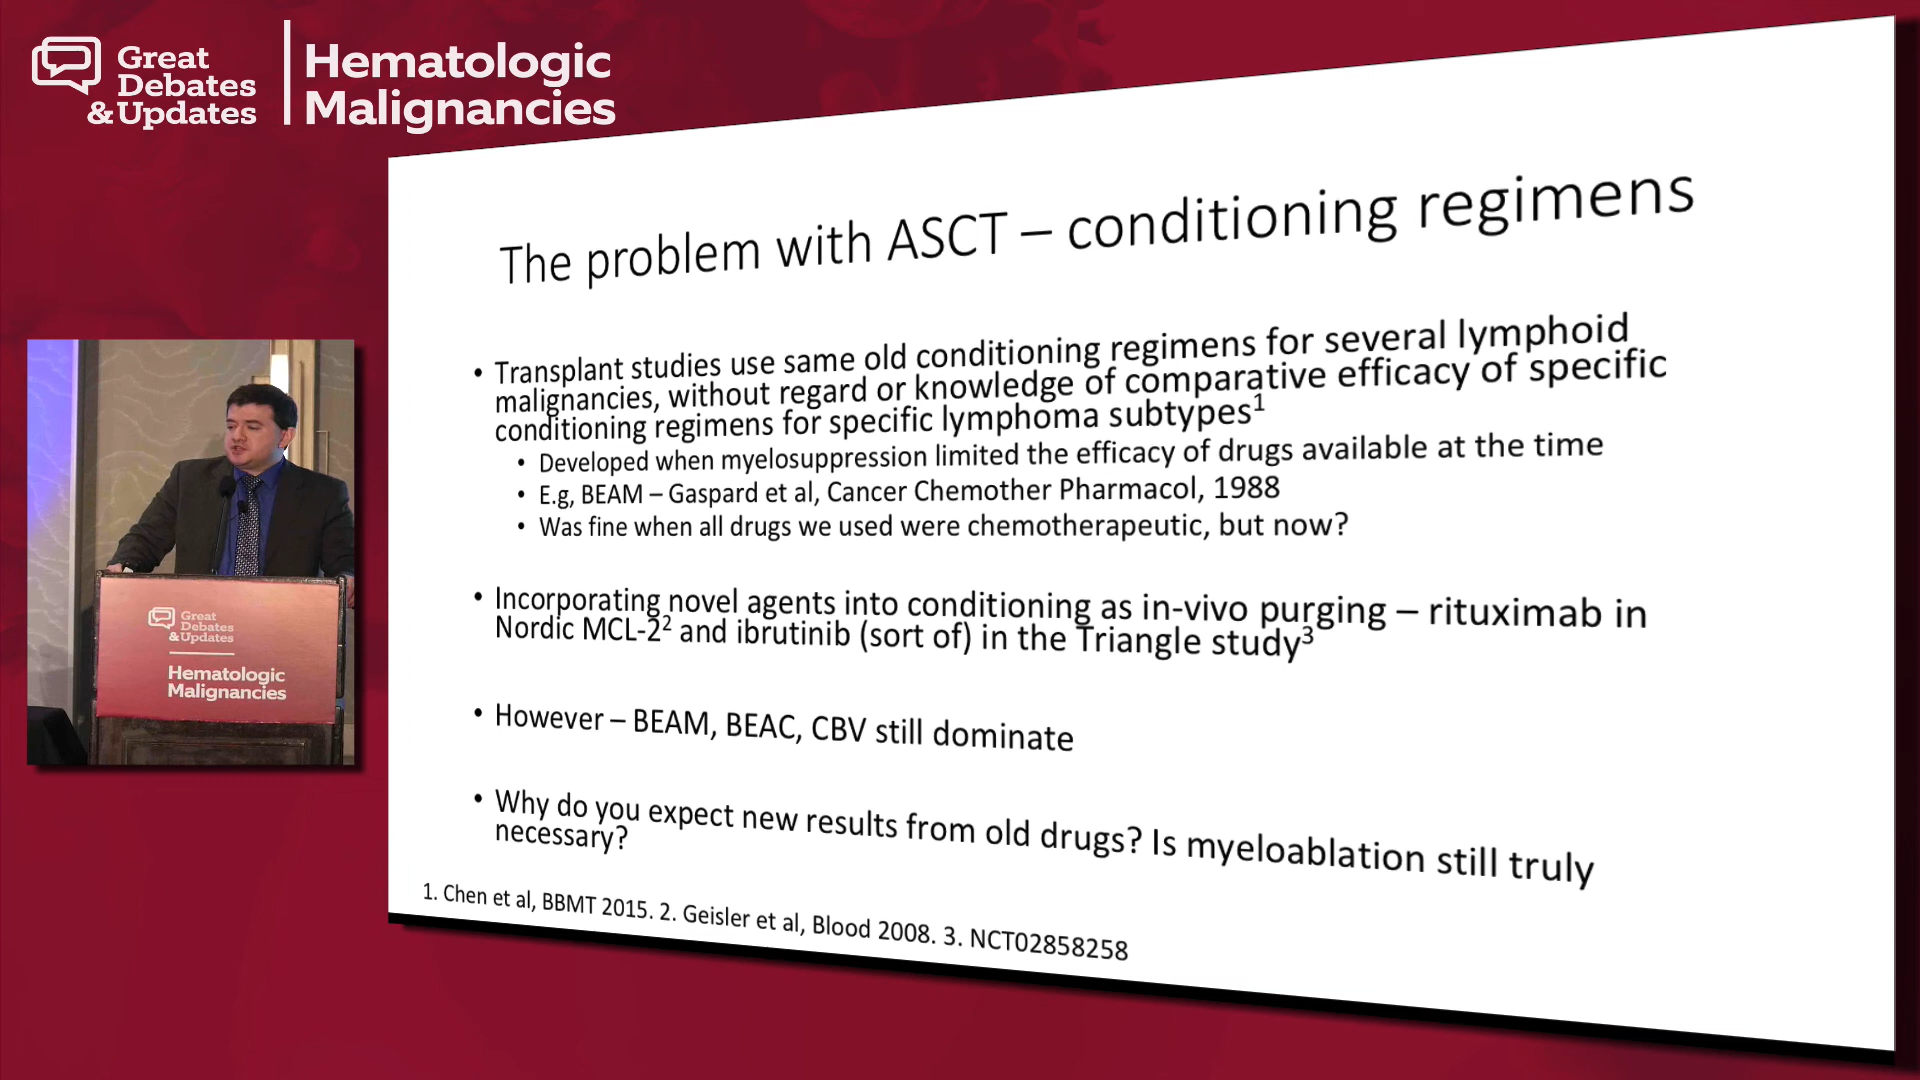 Great
Debates
&Updates
Hematologic
Malignancies
The problem with ASCT – conditioning regimens
• Transplant studies use same old conditioning regimens for several lymphoid
malignancies, without regard or knowledge of comparative efficacy of specific
conditioning regimens for specific lymphoma subtypes1
• Developed when myelosuppression limited the efficacy of drugs available at the time
• E.g, BEAM – Gaspard et al, Cancer Chemother Pharmacol, 1988
• Was fine when all drugs we used were chemotherapeutic, but now?
• Incorporating novel agents into conditioning as in-vivo purging – rituximab in
Nordic MCL-22 and ibrutinib (sort of) in the Triangle study3
• However – BEAM, BEAC, CBV still dominate
• Why do you expect new results from old drugs? Is myeloablation still truly
necessary?
1. Chen et al, BBMT 2015. 2. Geisler et al, Blood 2008. 3. NCT02858258
Great
Debates
&Updates
Hematologic
Malignancies